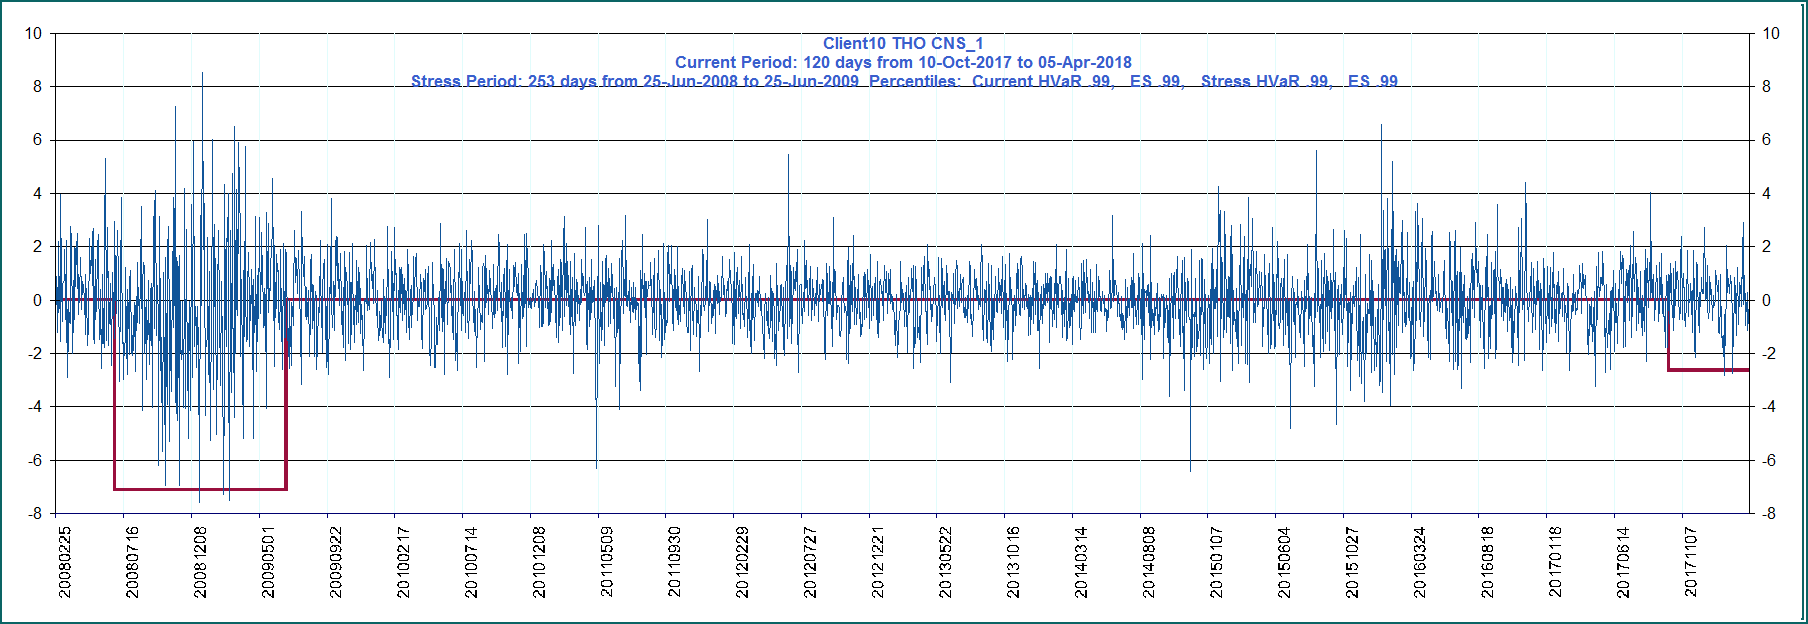 Client10 THO CNS_1
Current Period: 120 days from 10-Oct-2017 to 05-Apr-2018
Stress Period: 253 days from 25-Jun-2008 to 25-Jun-2009  Percentiles:  Current HVaR .99,   ES .99,   Stress HVaR .99,   ES .99
10 10
8 8
6 6
4 4
2 2
0 0
-2 -2
-4 -4
-6 -6
-8 -8
20080225 20080716 20081208 20090501 20090922 20100217 20100714 20101208 20110509 20110930 20120229 20120727 20121221 20130522 20131016 20140314 20140808 20150107 20150604 20151027 20160324 20160818 20170118 20170614 20171107